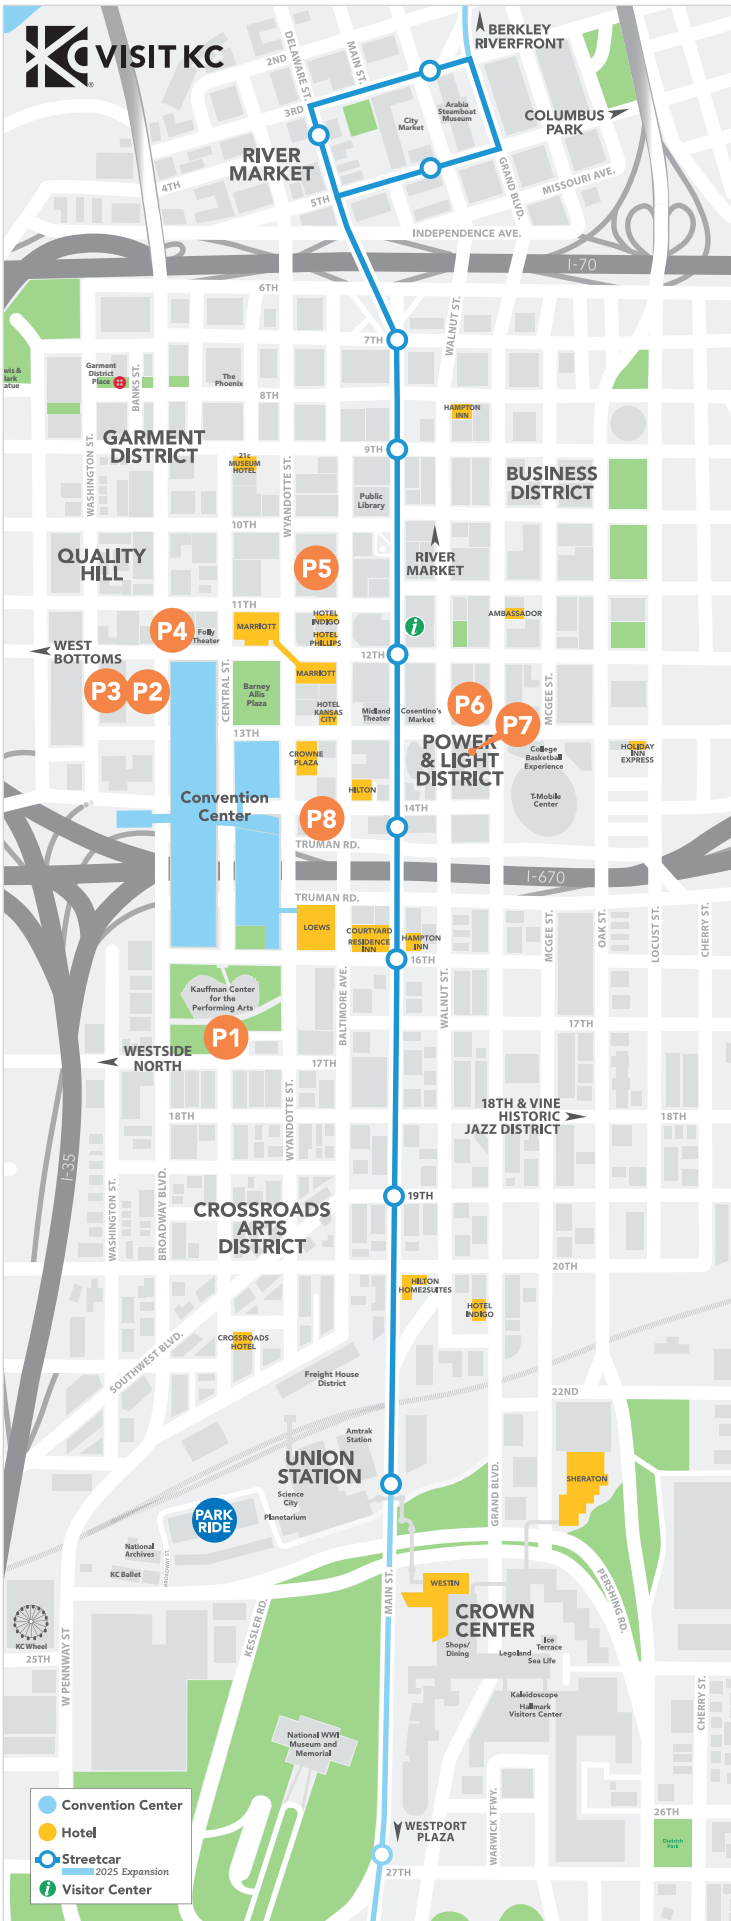 VISIT KC
BERKLEY
RIVERFRONT
2ND
DELAWARE ST.
MAIN ST.
3RD
City
Market
Arabia
Steamboat
Museum
COLUMBUS
PARK
RIVER
MARKET
4TH
5TH
GRAND BLVD.
MISSOURI AVE.
INDEPENDENCE AVE.
I-70
6TH
WALNUT ST.
7TH
Garment
District
Place
BANKS ST.
The
Phoenix
8TH
HAMPTON
INN
GARMENT
DISTRICT
WASHINGTON ST.
21c
MUSEUM
HOTEL
WYANDOTTE ST.
9TH
BUSINESS
DISTRICT
Public
Library
10TH
QUALITY
HILL
RIVER
MARKET
P5
11TH
P4
Folly
Theater
MARRIOTT
HOTEL
INDIGO
HOTEL
PHILLIPS
i
AMBASSADOR
WEST
BOTTOMS
12TH
P3
P2
CENTRAL ST.
Barney
Allis
Plaza
MARRIOTT
HOTEL
KANSAS
CITY
Midland
Theater
Cosentino's
Market
P6
MCGEE ST.
P7
13TH
POWER
& LIGHT
DISTRICT
CROWNE
PLAZA
College
Basketball
Experience
HOLIDAY
INN
EXPRESS
Convention
Center
HILTON
T-Mobile
Center
P8
14TH
TRUMAN RD.
I-670
TRUMAN RD.
LOEWS
COURTYARD
RESIDENCE
INN
HAMPTON
INN
MCGEE ST.
OAK ST.
LOCUST ST.
CHERRY ST.
16TH
Kauffman Center
for the
Performing Arts
BALTIMORE AVE.
WALNUT ST.
P1
17TH
WESTSIDE
NORTH
17TH
WYANDOTTE ST.
18TH
18TH & VINE
HISTORIC
JAZZ DISTRICT
18TH
I-35
WASHINGTON ST.
BROADWAY BLVD.
19TH
CROSSROADS
ARTS
DISTRICT
20TH
HILTON
HOME2SUITES
HOTEL
INDIGO
CROSSROADS
HOTEL
SOUTHWEST BLVD.
Freight House
District
22ND
Amtrak
Station
UNION
STATION
SHERATON
GRAND BLVD.
Science
City
PARK
RIDE
Planetarium
National
Archives
KC Ballet
BROADWAY ST.
MAIN ST.
WESTIN
PERSHING RD.
CROWN
CENTER
KESSLER RD.
KC Wheel
25TH
W PENNWAY ST
Shops/
Dining
Ice
Terrace
Legoland
Sea Life
Kaleidoscope
Hallmark
Visitors Center
CHERRY ST.
National WWI
Museum and
Memorial
Convention Center
Hotel
Streetcar
2025 Expansion
i Visitor Center
WESTPORT
PLAZA
WARWICK TFWY.
26TH
Dietrich
Park
27TH